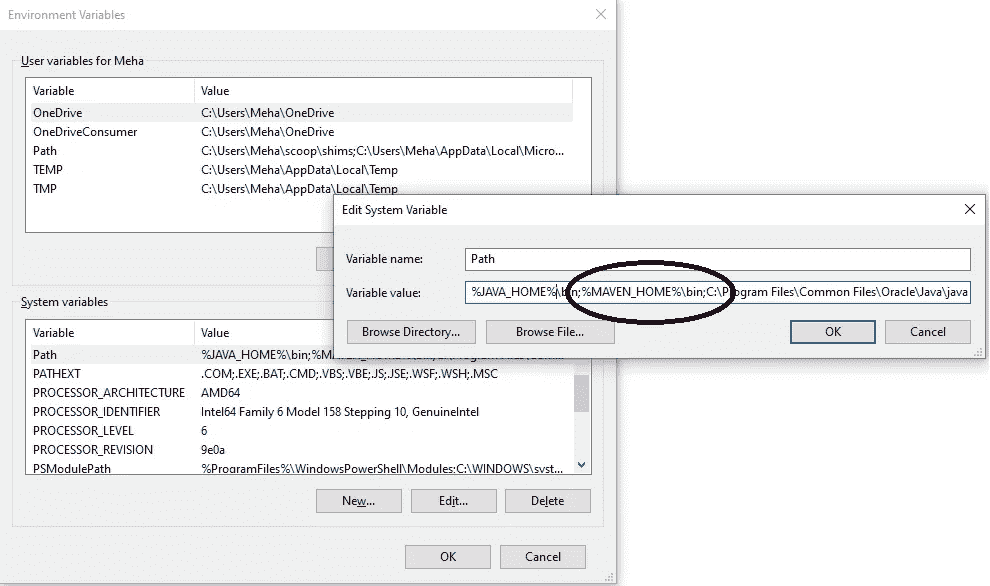 Environment Variables
User variables for Meha
Variable Value
OneDrive C:\Users\Meha\OneDrive
OneDriveConsumer C:\Users\Meha\OneDrive
Path C:\Users\Meha\scoop\shims;C:\Users\Meha\AppData\Local\Micro...
TEMP C:\Users\Meha\AppData\Local\Temp
TMP C:\Users\Meha\AppData\Local\Temp
Edit System Variable
Variable name: Path
Variable value: %JAVA_HOME%\bin;%MAVEN_HOME%\bin;C:\Program Files\Common Files\Oracle\Java\java
Browse Directory... Browse File... OK Cancel
System variables
Variable Value
Path
PATHEXT .COM;.EXE;.BAT;.CMD;.VBS;.VBE;.JS;.JSE;.WSF;.WSH;.MSC
PROCESSOR_ARCHITECTURE AMD64
PROCESSOR_IDENTIFIER Intel64 Family 6 Model 158 Stepping 10, GenuineIntel
PROCESSOR_LEVEL 6
PROCESSOR_REVISION 9e0a
PSModulePath %ProgramFiles%\WindowsPowerShell\Modules;C:\WINDOWS\syst...
New... Edit... Delete
OK Cancel